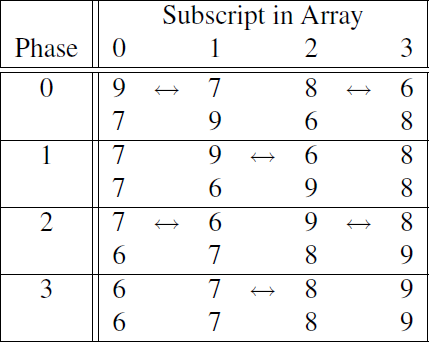 Subscript in Array
Phase 0 1 2 3
0 9 ↔ 7 8 ↔ 6
7 9 6 8
1 7 9 ↔ 6 8
7 6 9 8
2 7 ↔ 6 9 ↔ 8
6 7 8 9
3 6 7 ↔ 8 9
6 7 8 9